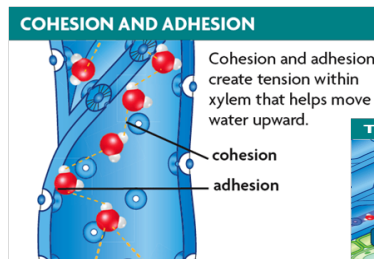 COHESION AND ADHESION
Cohesion and adhesion
create tension within
xylem that helps move
water upward.
cohesion
adhesion
T